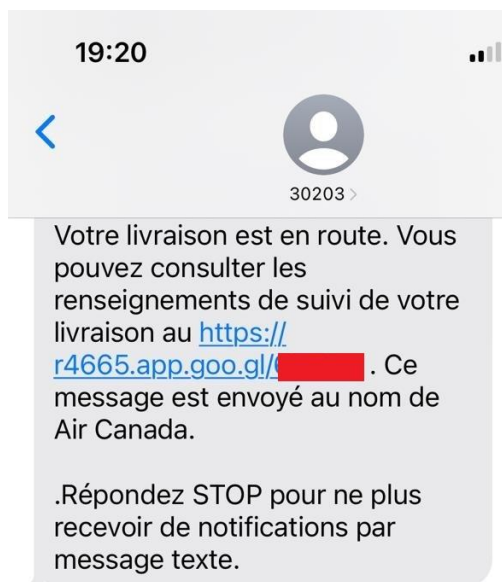 19:20
30203
Votre livraison est en route. Vous
pouvez consulter les
renseignements de suivi de votre
livraison au https://
r4665.app.goo.gl/ . Ce
message est envoyé au nom de
Air Canada.
.Répondez STOP pour ne plus
recevoir de notifications par
message texte.